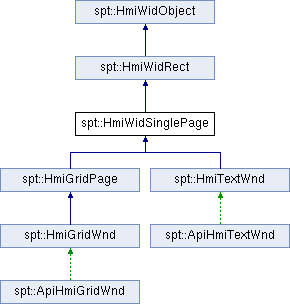 spt::HmiWidObject
spt::HmiWidRect
spt::HmiWidSinglePage
spt::HmiGridPage
spt::HmiTextWnd
spt::HmiGridWnd
spt::ApiHmiTextWnd
spt::ApiHmiGridWnd